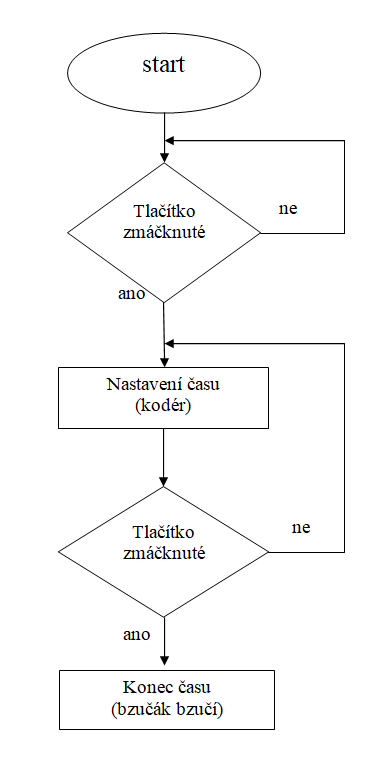 start
Tlačítko
zmáčknuté
ne
ano
Nastavení času
(kodér)
Tlačítko
zmáčknuté
ne
ano
Konec času
(bzučák bzučí)